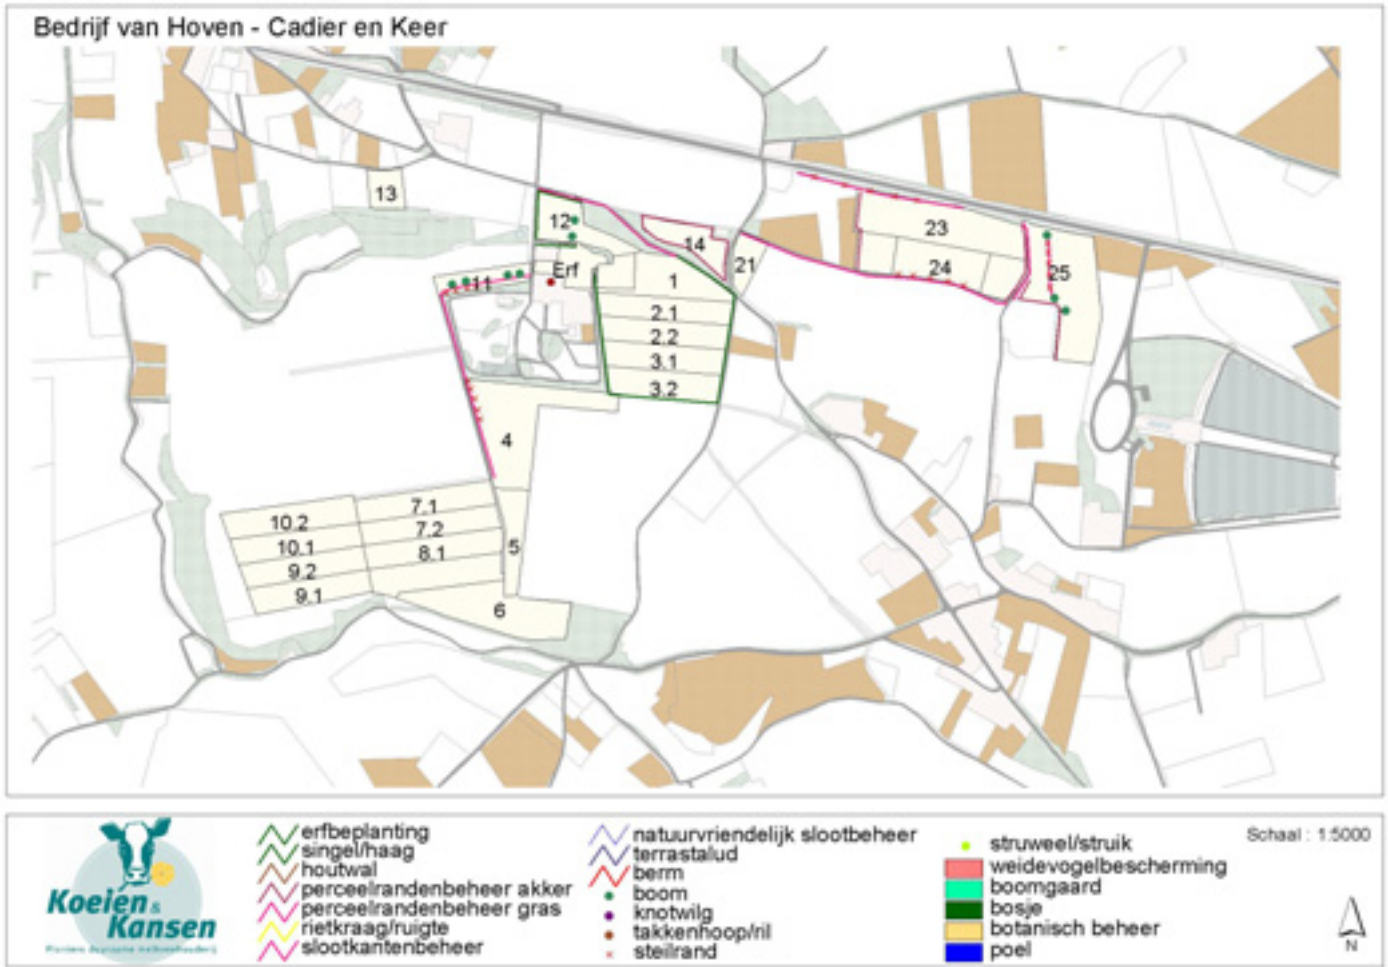 Bedrijf van Hoven - Cadier en Keer
13
12
14
23
21
24
25
Erf
11
1
2.1
2.2
3.1
3.2
4
7.1
10.2
7.2
10.1
8.1
5
9.2
9.1
6
erfbeplanting
singel/haag
houtwal
perceelrandenbeheer akker
perceelrandenbeheer gras
rietkraag/ruigte
slootkantenbeheer
natuurvriendelijk slootbeheer
terrastalud
berm
boom
knotwilg
takkenhoop/ril
steilrand
struweel/struik
weidevogelbescherming
boomgaard
bosje
botanisch beheer
poel
Schaal : 1:5000
N
Koeien &
Kansen